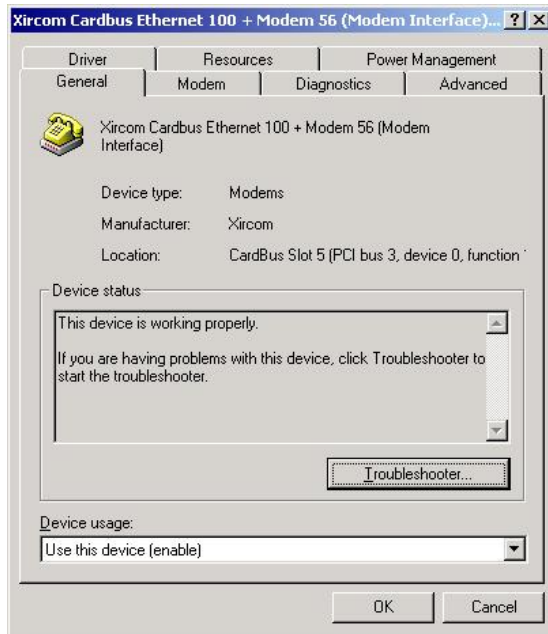 Xircom Cardbus Ethernet 100 + Modem 56 (Modem Interface)...
Driver Resources Power Management
General Modem Diagnostics Advanced
Xircom Cardbus Ethernet 100 + Modem 56 (Modem
Interface)
Device type: Modems
Manufacturer: Xircom
Location: CardBus Slot 5 (PCI bus 3, device 0, function
Device status
This device is working properly.
If you are having problems with this device, click Troubleshooter to
start the troubleshooter.
Troubleshooter...
Device usage:
Use this device (enable)
OK Cancel